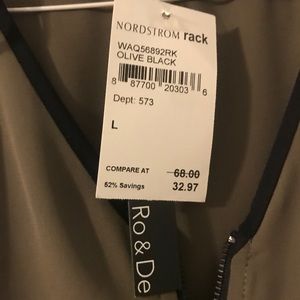 NORDSTROM rack
WAQ56892RK
OLIVE BLACK
8 87700 20303 6
Dept: 573
L
COMPARE AT 68.00
52% Savings 32.97
Ro & De